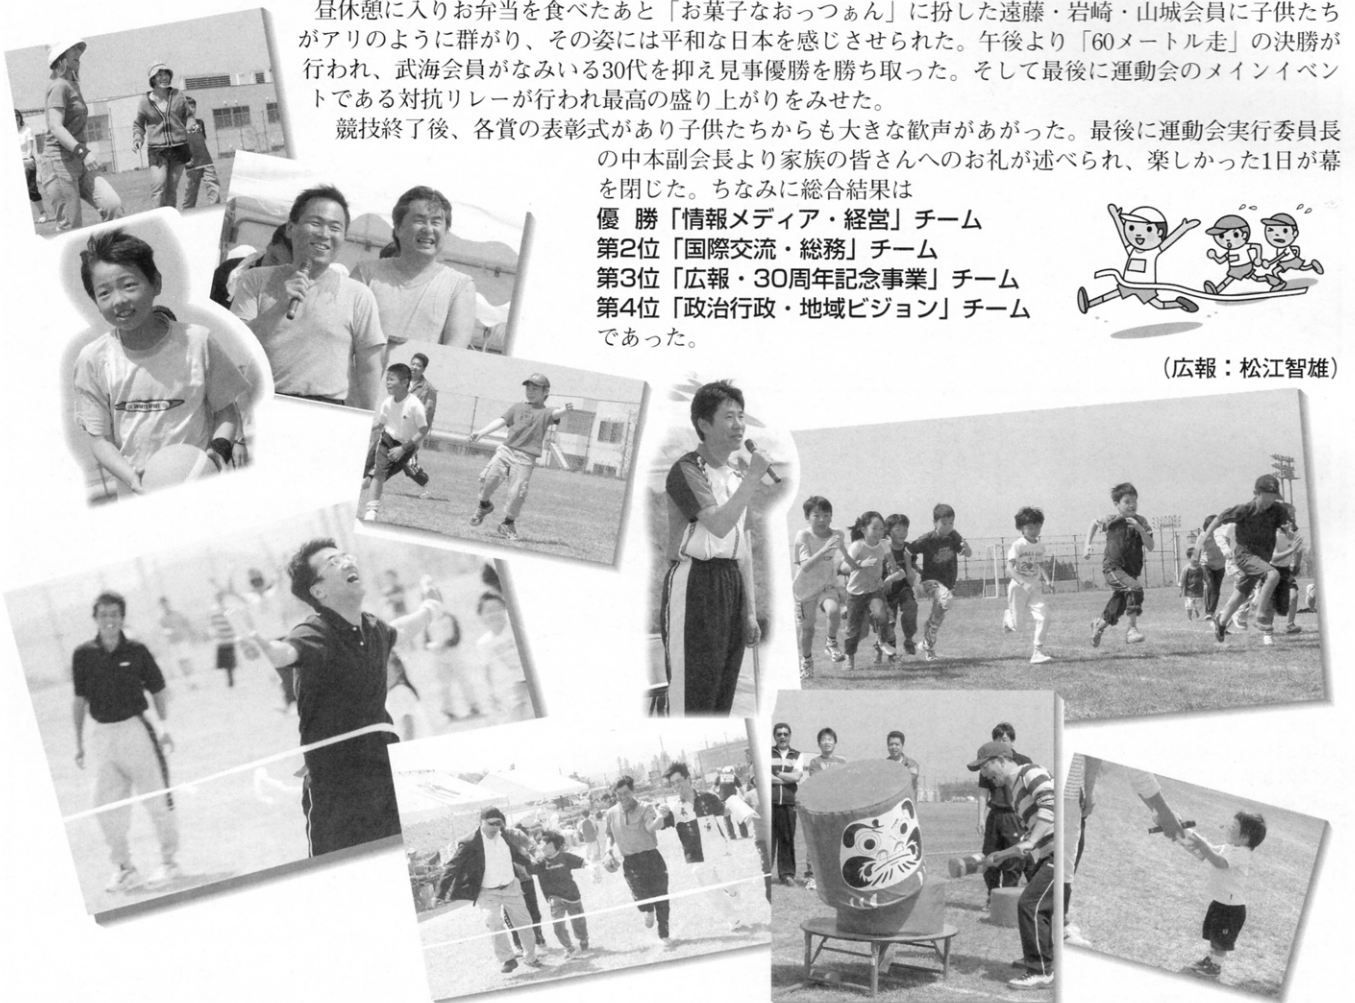 昼休憩に入りお弁当を食べたあと「お菓子なおっつぁん」に扮した遠藤・岩崎・山城会員に子供たち
がアリのように群がり、その姿には平和な日本を感じさせられた。午後より「60メートル走」の決勝が
行われ、武海会員がなみいる30代を抑え見事優勝を勝ち取った。そして最後に運動会のメインイベン
トである対抗リレーが行われ最高の盛り上がりをみせた。
競技終了後、各賞の表彰式があり子供たちからも大きな歓声があがった。最後に運動会実行委員長
の中本副会長より家族の皆さんへのお礼が述べられ、楽しかった1日が幕
を閉じた。ちなみに総合結果は
優 勝「情報メディア・経営」チーム
第2位「国際交流・総務」チーム
第3位「広報・30周年記念事業」チーム
第4位「政治行政・地域ビジョン」チーム
であった。
（広報：松江智雄）